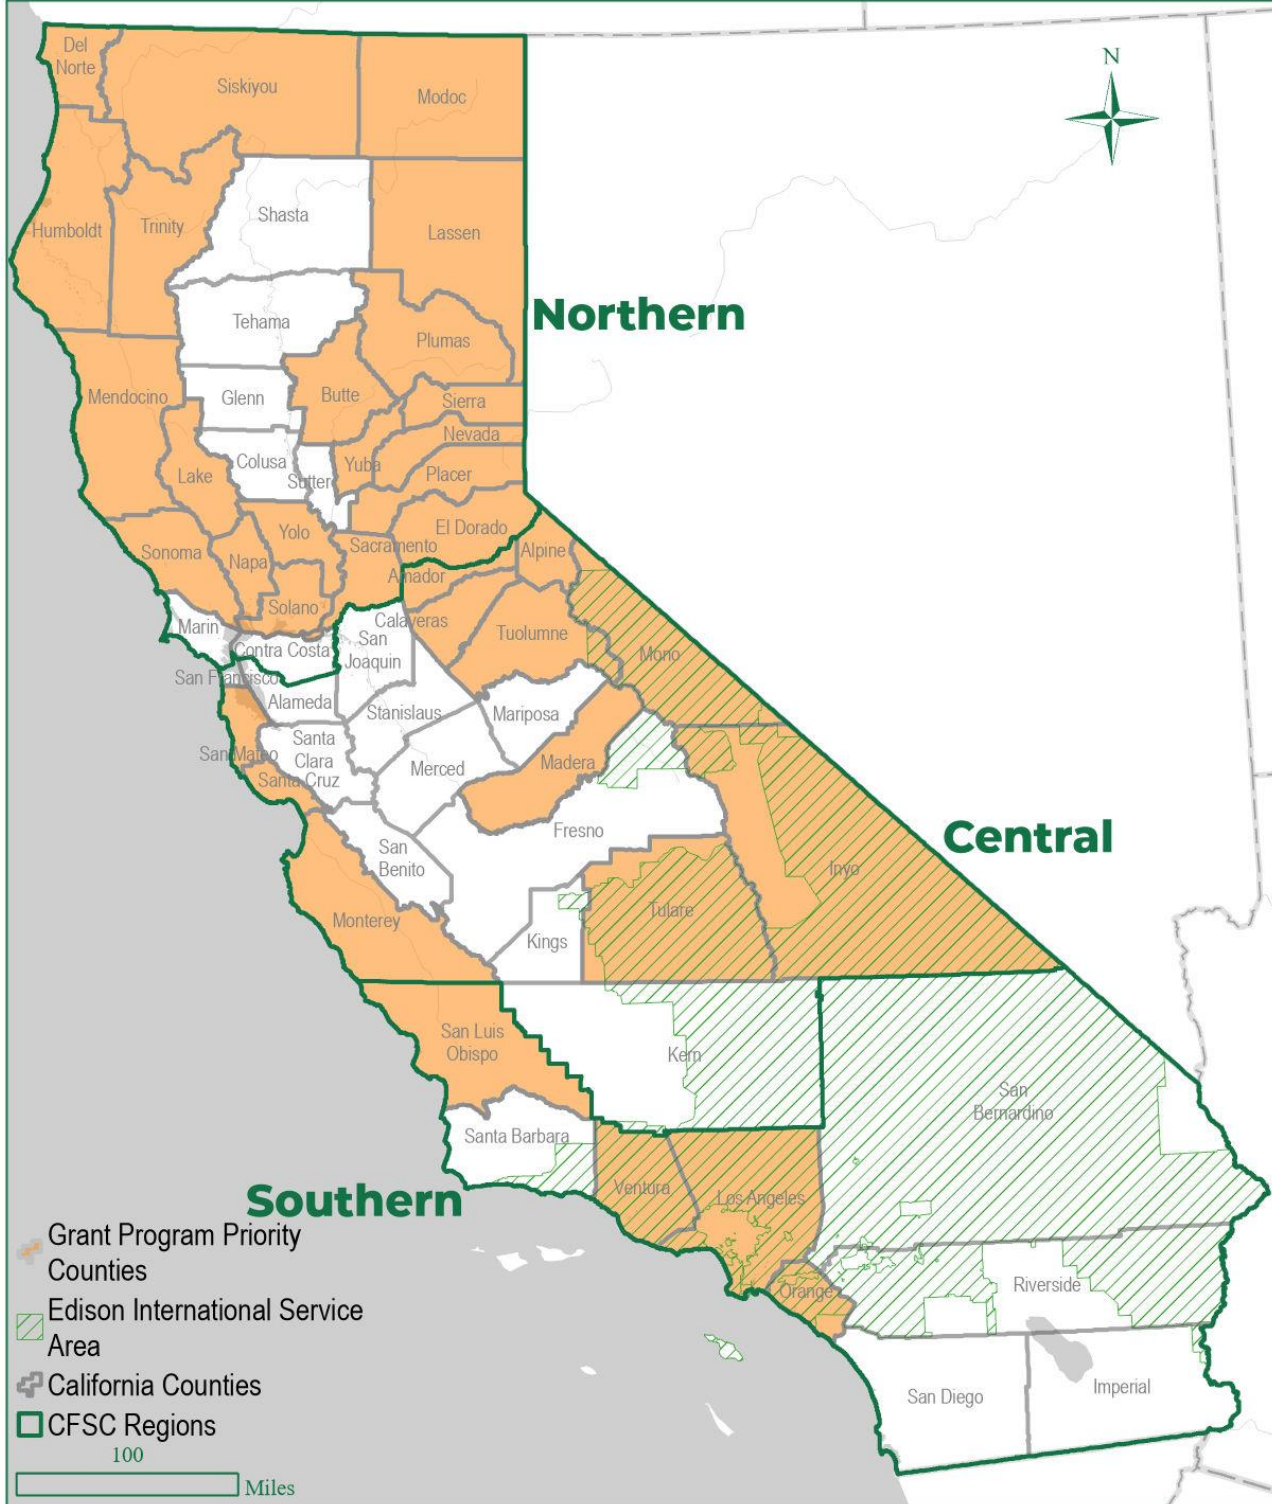 N
Del
Norte
Siskiyou
Modoc
Humboldt
Trinity
Shasta
Lassen
Northern
Tehama
Plumas
Mendocino
Glenn
Butte
Sierra
Nevada
Lake
Colusa
Sutter
Yuba
Placer
Yolo
El Dorado
Sonoma
Napa
Sacramento
Alpine
Amador
Solano
Marin
Calaveras
Contra Costa
San
Joaquin
Tuolumne
Mono
San Francisco
Alameda
Stanislaus
Mariposa
San Mateo
Santa
Clara
Merced
Madera
Santa Cruz
Fresno
Central
San
Benito
Inyo
Monterey
Kings
Tulare
San Luis
Obispo
Kern
San
Bernardino
Santa Barbara
Ventura
Los Angeles
Southern
Orange
Riverside
San Diego
Imperial
Grant Program Priority
Counties
Edison International Service
Area
California Counties
CFSC Regions
100
Miles